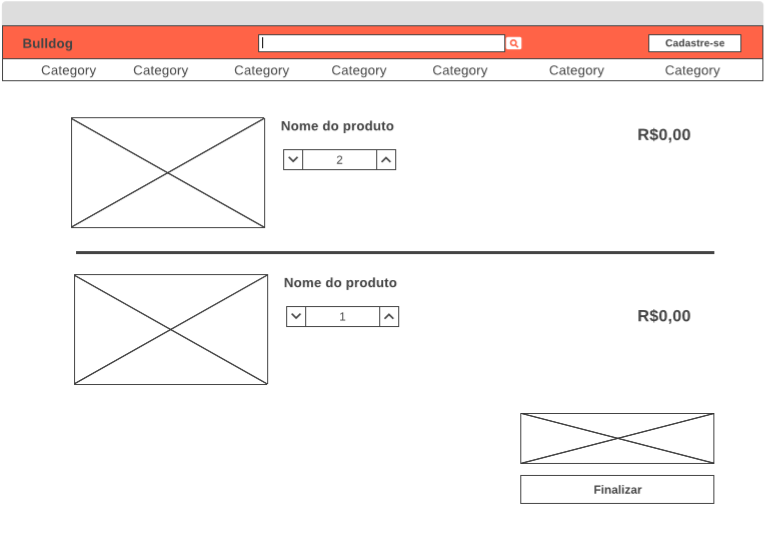 Bulldog
Cadastre-se
Category Category Category Category Category Category Category
Nome do produto
R$0,00
2
Nome do produto
1
R$0,00
Finalizar